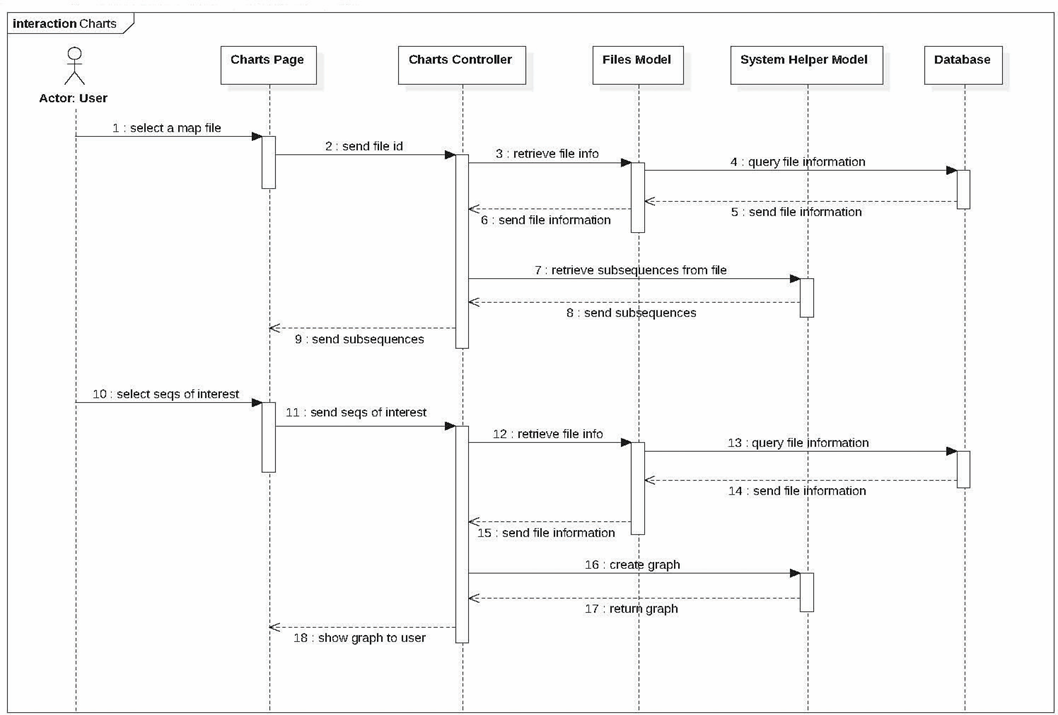 interaction Charts
Actor: User
Charts Page
Charts Controller
Files Model
System Helper Model
Database
1 : select a map file
2 : send file id
3 : retrieve file info
4 : query file information
5 : send file information
6 : send file information
7 : retrieve subsequences from file
8 : send subsequences
9 : send subsequences
10 : select seqs of interest
11 : send seqs of interest
12 : retrieve file info
13 : query file information
14 : send file information
15 : send file information
16 : create graph
17 : return graph
18 : show graph to user